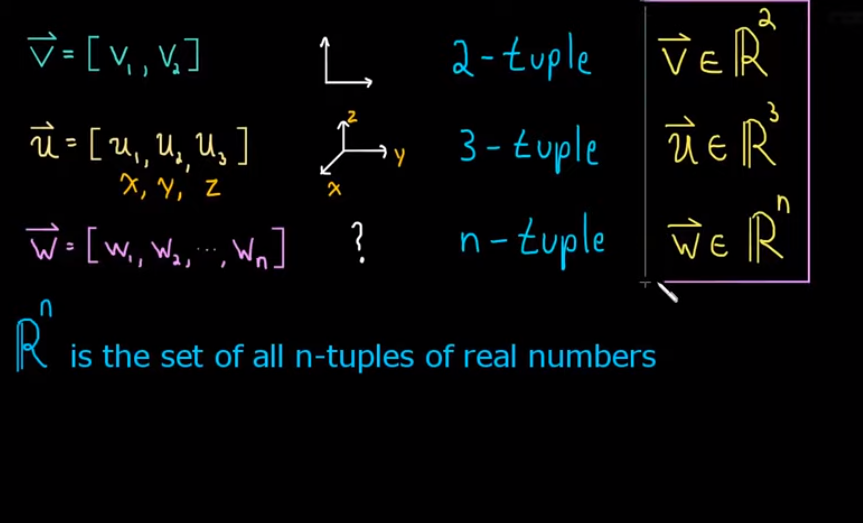 v⃗ = [v₁, v₂] 2-tuple v⃗ ∈ ℝ²
z
u⃗ = [u₁, u₂, u₃] y 3-tuple u⃗ ∈ ℝ³
x, y, z x
w⃗ = [w₁, w₂, ..., wₙ] ? n-tuple w⃗ ∈ ℝⁿ
ℝⁿ is the set of all n-tuples of real numbers